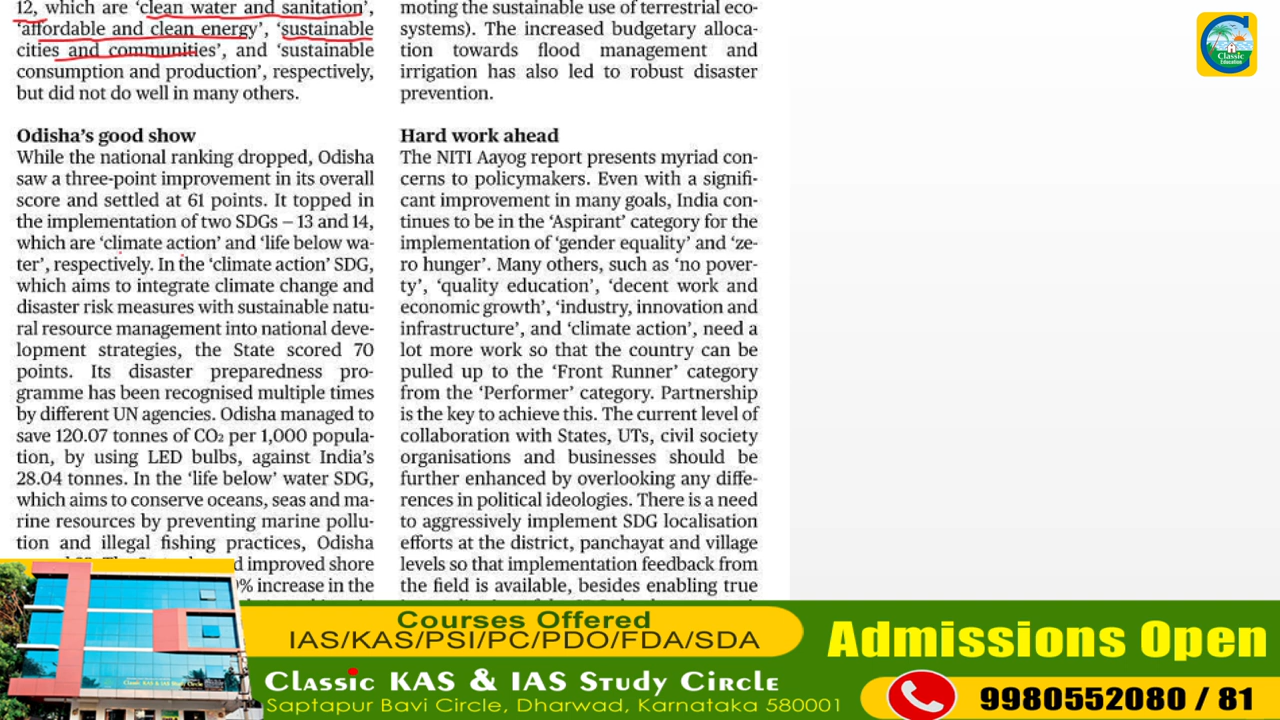 12, which are ‘clean water and sanitation’,
‘affordable and clean energy’, ‘sustainable
cities and communities’, and ‘sustainable
consumption and production’, respectively,
but did not do well in many others.
Odisha’s good show
While the national ranking dropped, Odisha
saw a three-point improvement in its overall
score and settled at 61 points. It topped in
the implementation of two SDGs – 13 and 14,
which are ‘climate action’ and ‘life below wa-
ter’, respectively. In the ‘climate action’ SDG,
which aims to integrate climate change and
disaster risk measures with sustainable natu-
ral resource management into national deve-
lopment strategies, the State scored 70
points. Its disaster preparedness pro-
gramme has been recognised multiple times
by different UN agencies. Odisha managed to
save 120.07 tonnes of CO₂ per 1,000 popula-
tion, by using LED bulbs, against India’s
28.04 tonnes. In the ‘life below’ water SDG,
which aims to conserve oceans, seas and ma-
rine resources by preventing marine pollu-
tion and illegal fishing practices, Odisha
improved shore
% increase in the
moting the sustainable use of terrestrial eco-
systems). The increased budgetary alloca-
tion towards flood management and
irrigation has also led to robust disaster
prevention.
Hard work ahead
The NITI Aayog report presents myriad con-
cerns to policymakers. Even with a signifi-
cant improvement in many goals, India con-
tinues to be in the ‘Aspirant’ category for the
implementation of ‘gender equality’ and ‘ze-
ro hunger’. Many others, such as ‘no pover-
ty’, ‘quality education’, ‘decent work and
economic growth’, ‘industry, innovation and
infrastructure’, and ‘climate action’, need a
lot more work so that the country can be
pulled up to the ‘Front Runner’ category
from the ‘Performer’ category. Partnership
is the key to achieve this. The current level of
collaboration with States, UTs, civil society
organisations and businesses should be
further enhanced by overlooking any diffe-
rences in political ideologies. There is a need
to aggressively implement SDG localisation
efforts at the district, panchayat and village
levels so that implementation feedback from
the field is available, besides enabling true
Classic
Education
Courses Offered
IAS/KAS/PSI/PC/PDO/FDA/SDA
Classic KAS & IAS Study Circle
Saptapur Bavi Circle, Dharwad, Karnataka 580001
Admissions Open
9980552080 / 81